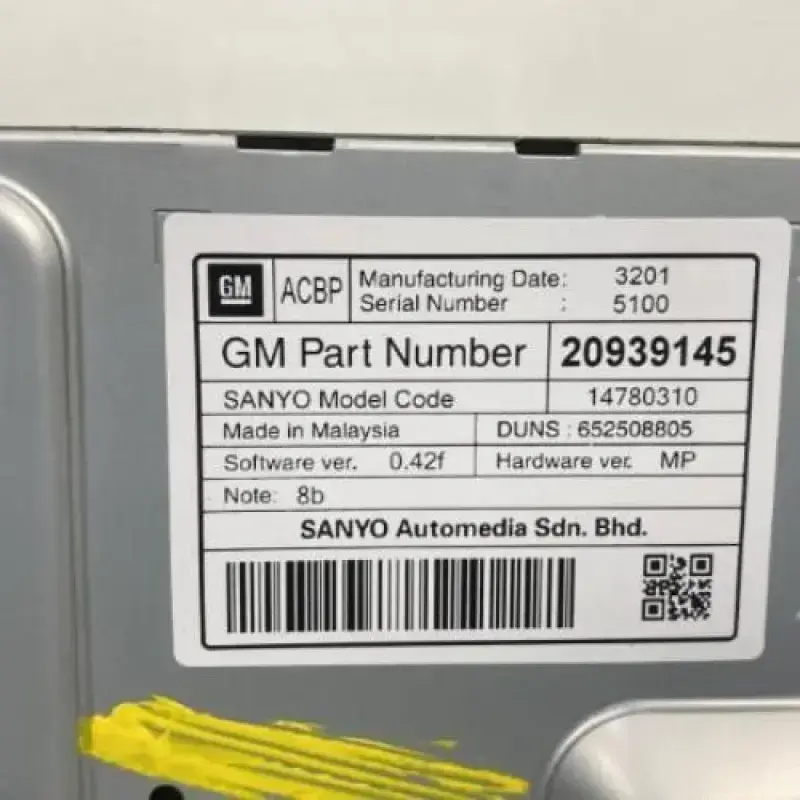 GM ACBP Manufacturing Date: 3201
Serial Number : 5100
GM Part Number 20939145
SANYO Model Code 14780310
Made in Malaysia DUNS : 652508805
Software ver. 0.42f Hardware ver. MP
Note: 8b
SANYO Automedia Sdn. Bhd.